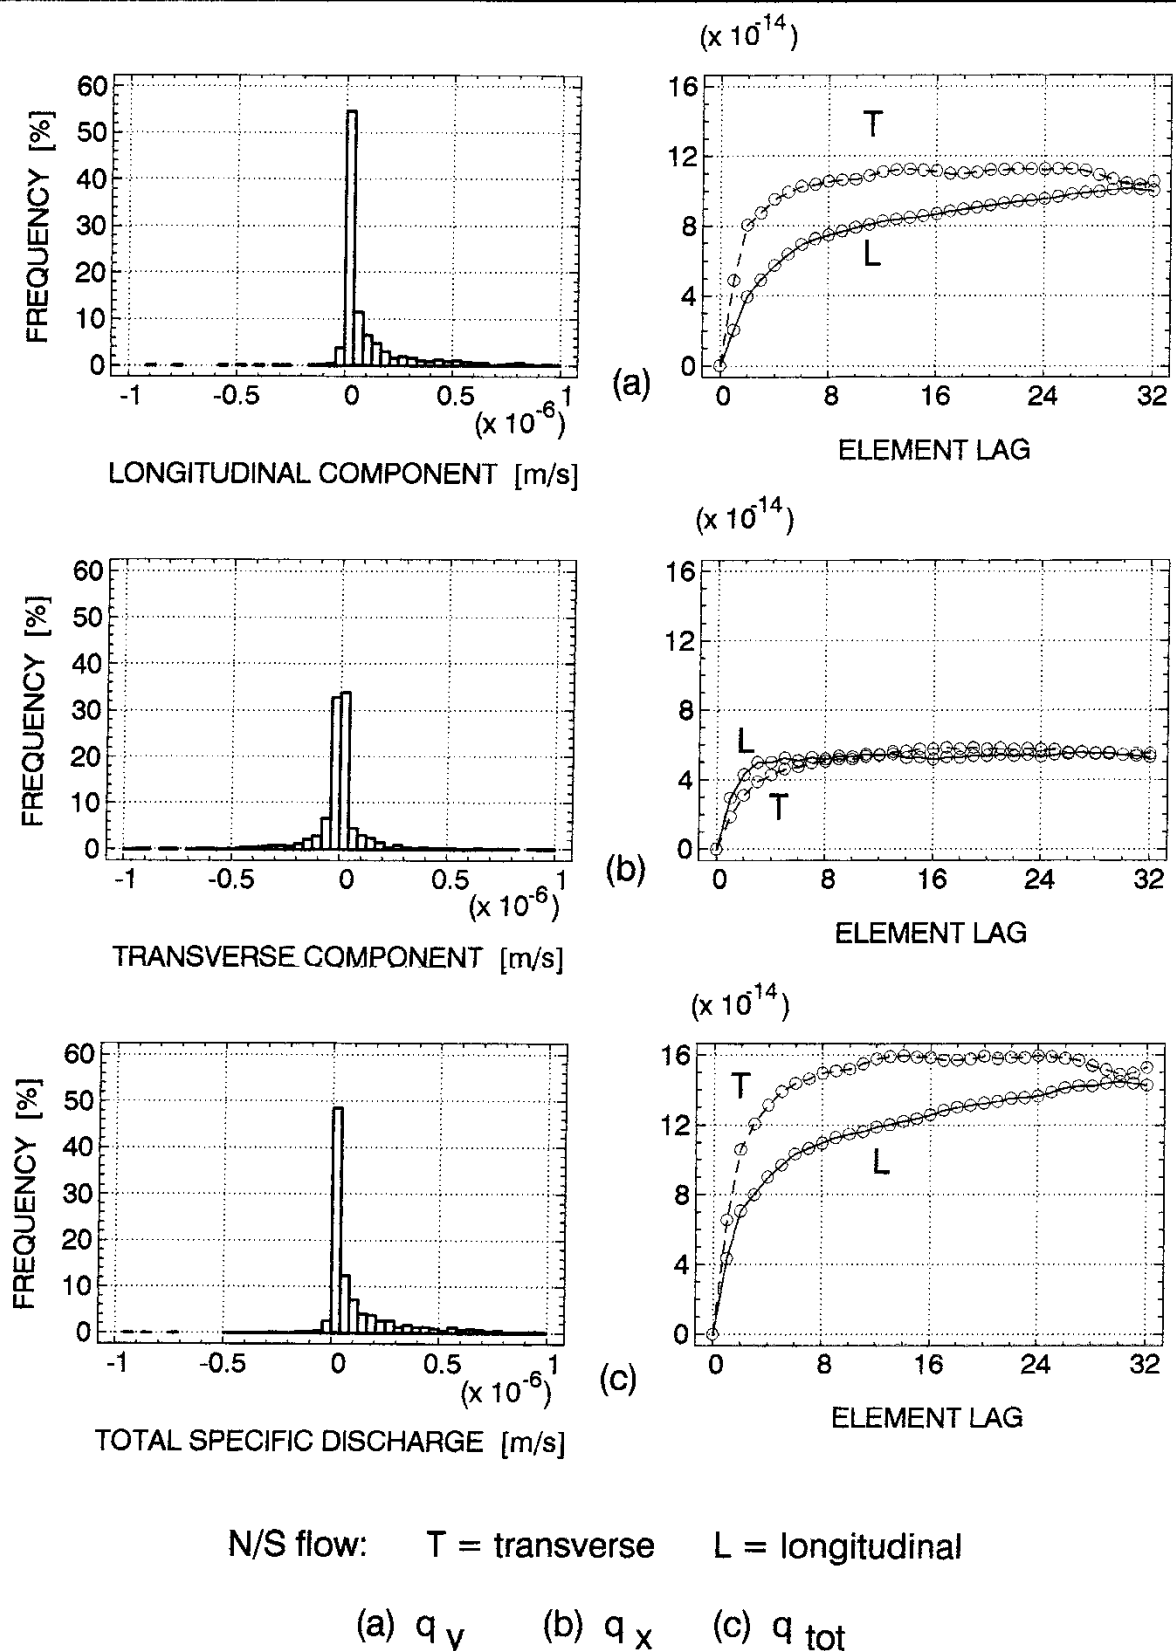 (x 10-14)
60
50
40
30
20
10
0
FREQUENCY [%]
-1 -0.5 0 0.5 1
(x 10-6)
LONGITUDINAL COMPONENT [m/s]
(a)
16
12
8
4
0
T
L
0 8 16 24 32
ELEMENT LAG
(x 10-14)
60
50
40
30
20
10
0
FREQUENCY [%]
-1 -0.5 0 0.5 1
(x 10-6)
TRANSVERSE COMPONENT [m/s]
(b)
16
12
8
4
0
L
T
0 8 16 24 32
ELEMENT LAG
(x 10-14)
60
50
40
30
20
10
0
FREQUENCY [%]
-1 -0.5 0 0.5 1
(x 10-6)
TOTAL SPECIFIC DISCHARGE [m/s]
(c)
16
12
8
4
0
T
L
0 8 16 24 32
ELEMENT LAG
N/S flow: T = transverse L = longitudinal
(a) q y (b) q x (c) q tot